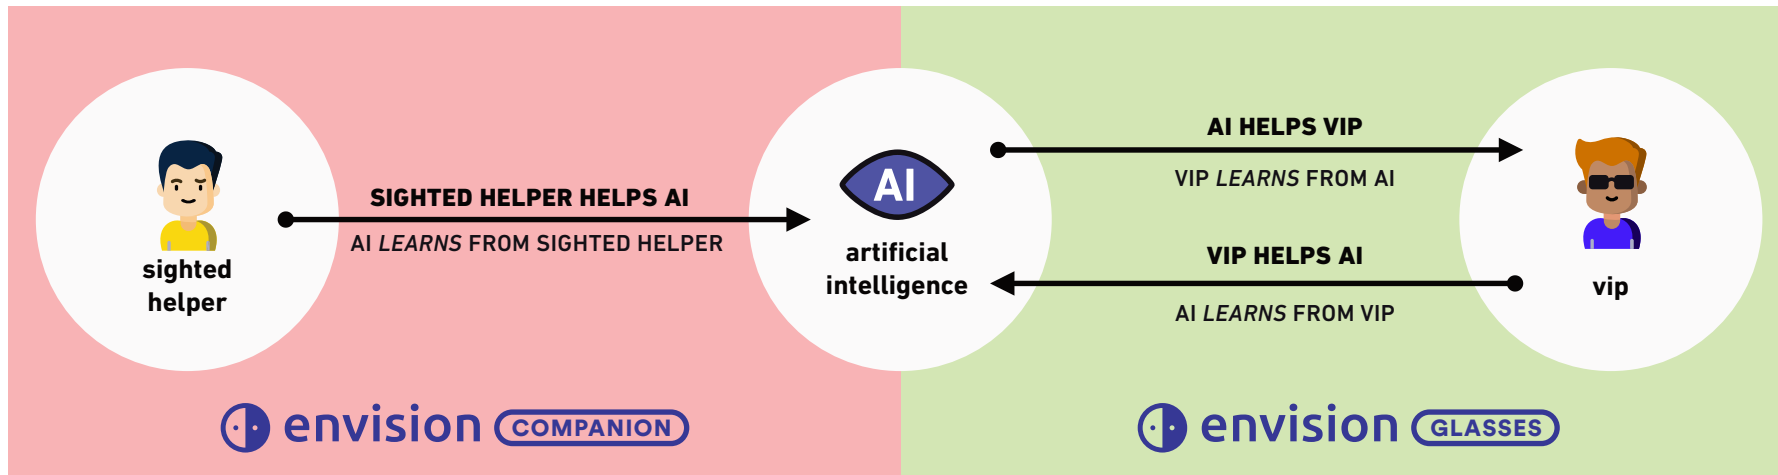 SIGHTED HELPER HELPS AI
AI LEARNS FROM SIGHTED HELPER
sighted
helper
AI
artificial
intelligence
AI HELPS VIP
VIP LEARNS FROM AI
VIP HELPS AI
AI LEARNS FROM VIP
vip
envision COMPANION
envision GLASSES